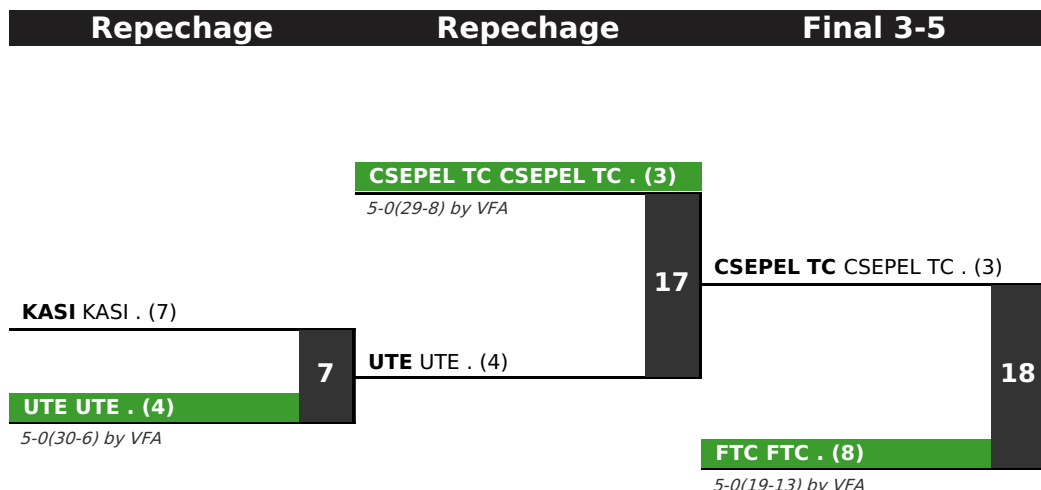 Repechage Repechage Final 3-5
CSEPEL TC CSEPEL TC . (3)
5-0(29-8) by VFA
17
CSEPEL TC CSEPEL TC . (3)
KASI KASI . (7)
7
UTE UTE . (4)
18
UTE UTE . (4)
5-0(30-6) by VFA
FTC FTC . (8)
5-0(19-13) by VFA